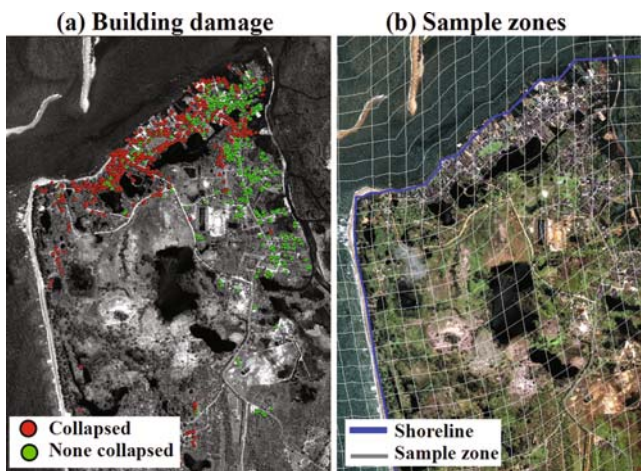 (a) Building damage
(b) Sample zones
Collapsed
None collapsed
Shoreline
Sample zone